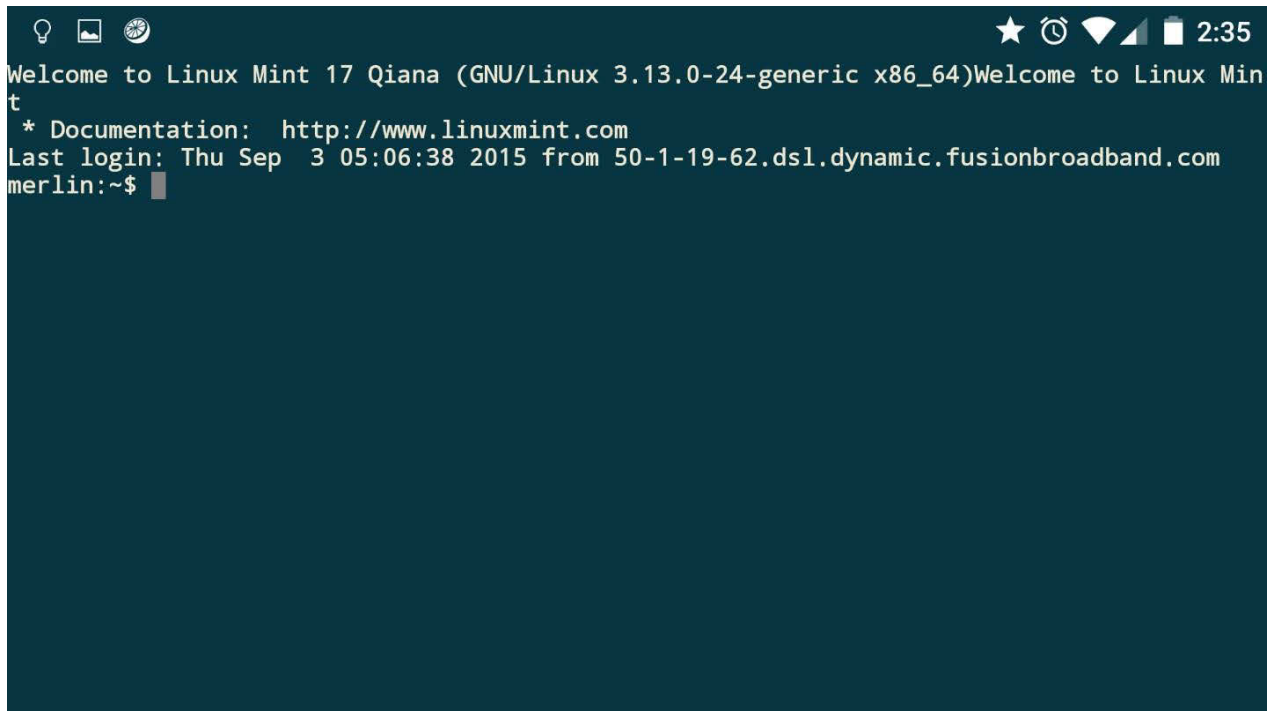 2:35
Welcome to Linux Mint 17 Qiana (GNU/Linux 3.13.0-24-generic x86_64)Welcome to Linux Min
t
 * Documentation:  http://www.linuxmint.com
Last login: Thu Sep  3 05:06:38 2015 from 50-1-19-62.dsl.dynamic.fusionbroadband.com
merlin:~$